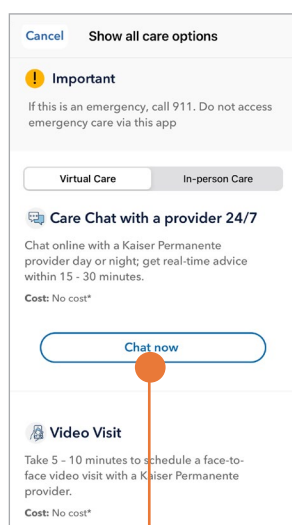 Cancel Show all care options
! Important
If this is an emergency, call 911. Do not access
emergency care via this app
Virtual Care In-person Care
Care Chat with a provider 24/7
Chat online with a Kaiser Permanente
provider day or night; get real-time advice
within 15 - 30 minutes.
Cost: No cost*
Chat now
Video Visit
Take 5 – 10 minutes to schedule a face-to-
face video visit with a Kaiser Permanente
provider.
Cost: No cost*